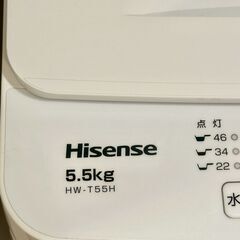 点灯
46
34
22
Hisense
5.5kg
HW-T55H
水